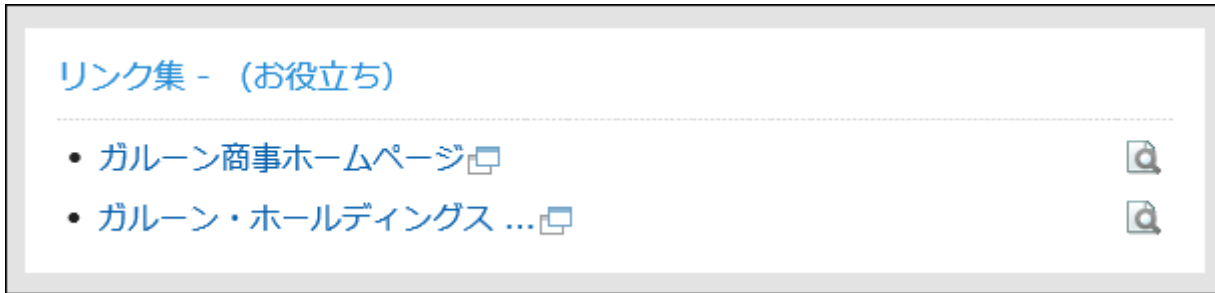 リンク集 - （お役立ち）
• ガルーン商事ホームページ
• ガルーン・ホールディングス ...